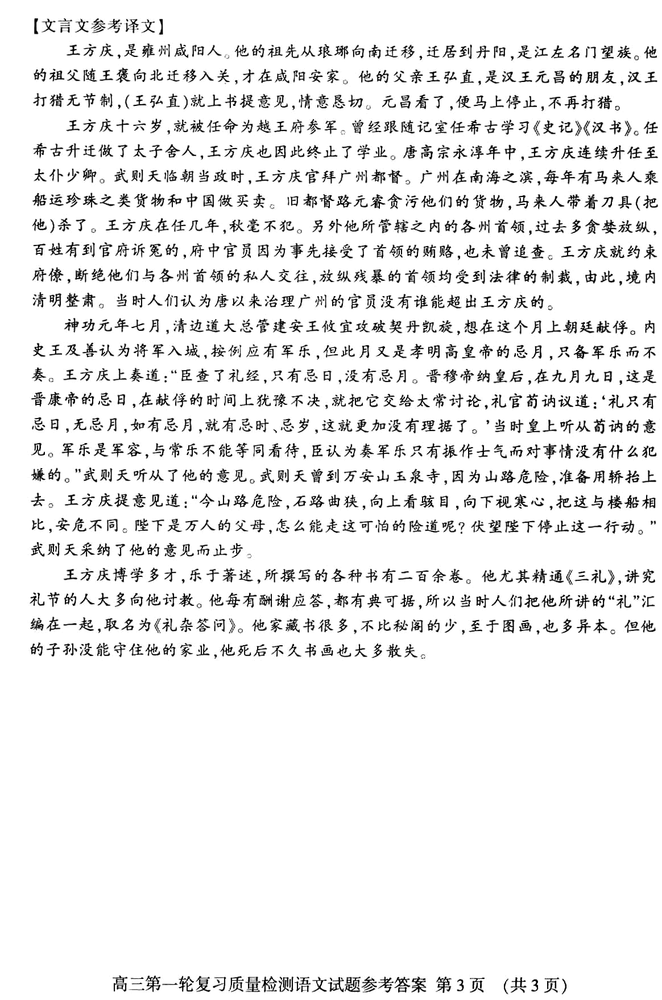 【文言文参考译文】
王方庆,是雍州咸阳人。他的祖先从琅琊向南迁移,迁居到丹阳,是江左名门望族。他
的祖父随王褒向北迁移入关,才在咸阳安家。他的父亲王弘直,是汉王元昌的朋友,汉王
打猎无节制,(王弘直)就上书提意见,情意恳切。元昌看了,便马上停止,不再打猎。
王方庆十六岁,就被任命为越王府参军。曾经跟随记室任希古学习《史记》《汉书》。任
希古升迁做了太子舍人,王方庆也因此终止了学业。唐高宗永淳年中,王方庆连续升任至
太仆少卿。武则天临朝当政时,王方庆官拜广州都督。广州在南海之滨,每年有马来人乘
船运珍珠之类货物和中国做买卖。旧都督路元睿贪污他们的货物,马来人带着刀具(把
他)杀了。王方庆在任几年,秋毫不犯。另外他所管辖之内的各州首领,过去多贪婪放纵,
百姓有到官府诉冤的,府中官员因为事先接受了首领的贿赂,也未曾追查。王方庆就约束
府僚,断绝他们与各州首领的私人交往,放纵残暴的首领均受到法律的制裁,由此,境内
清明整肃。当时人们认为唐以来治理广州的官员没有谁能超出王方庆的。
神功元年七月,清边道大总管建安王攸宜攻破契丹凯旋,想在这个月上朝廷献俘。内
史王及善认为将军入城,按例应有军乐,但此月又是孝明高皇帝的忌月,只备军乐而不
奏。王方庆上奏道:“臣查了礼经,只有忌日,没有忌月。晋穆帝纳皇后,在九月九日,这是
晋康帝的忌日,在献俘的时间上犹豫不决,就把它交给太常讨论,礼官荀讷议道:‘礼只有
忌日,无忌月,如有忌月,就有忌时、忌岁,这就更加没有理据了。’当时皇上听从荀讷的意
见。军乐是军容,与常乐不能等同看待,臣认为奏军乐只有振作士气而对事情没有什么犯
嫌的。”武则天听从了他的意见。武则天曾到万安山玉泉寺,因为山路危险,准备用轿抬上
去。王方庆提意见道:“今山路危险,石路曲狭,向上看骇目,向下视寒心,把这与楼船相
比,安危不同。陛下是万人的父母,怎么能走这可怕的险道呢?伏望陛下停止这一行动。”
武则天采纳了他的意见而止步。
王方庆博学多才,乐于著述,所撰写的各种书有二百余卷。他尤其精通《三礼》,讲究
礼节的人大多向他讨教。他每有酬谢应答,都有典可据,所以当时人们把他所讲的“礼”汇
编在一起,取名为《礼杂答问》。他家藏书很多,不比秘阁的少,至于图画,也多异本。但他
的子孙没能守住他的家业,他死后不久书画也大多散失。
高三第一轮复习质量检测语文试题参考答案 第3页 (共3页)